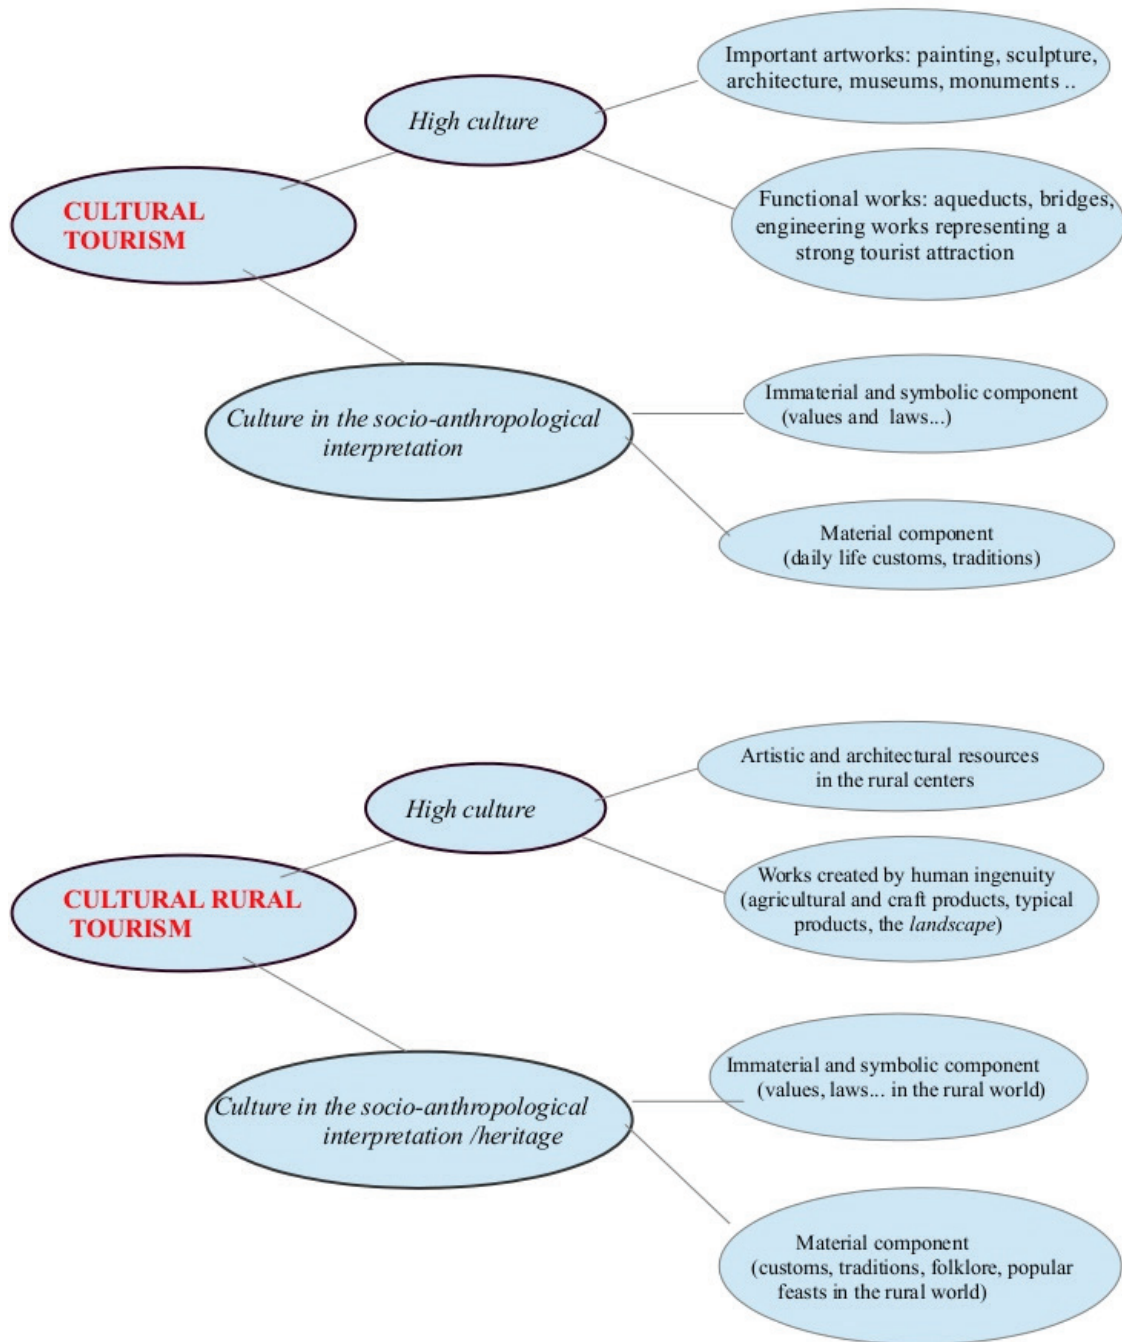 Important artworks: painting, sculpture,
architecture, museums, monuments ..
High culture
CULTURAL
TOURISM
Functional works: aqueducts, bridges,
engineering works representing a
strong tourist attraction
Culture in the socio-anthropological
interpretation
Immaterial and symbolic component
(values and laws...)
Material component
(daily life customs, traditions)
Artistic and architectural resources
in the rural centers
High culture
CULTURAL RURAL
TOURISM
Works created by human ingenuity
(agricultural and craft products, typical
products, the landscape)
Culture in the socio-anthropological
interpretation /heritage
Immaterial and symbolic component
(values, laws... in the rural world)
Material component
(customs, traditions, folklore, popular
feasts in the rural world)